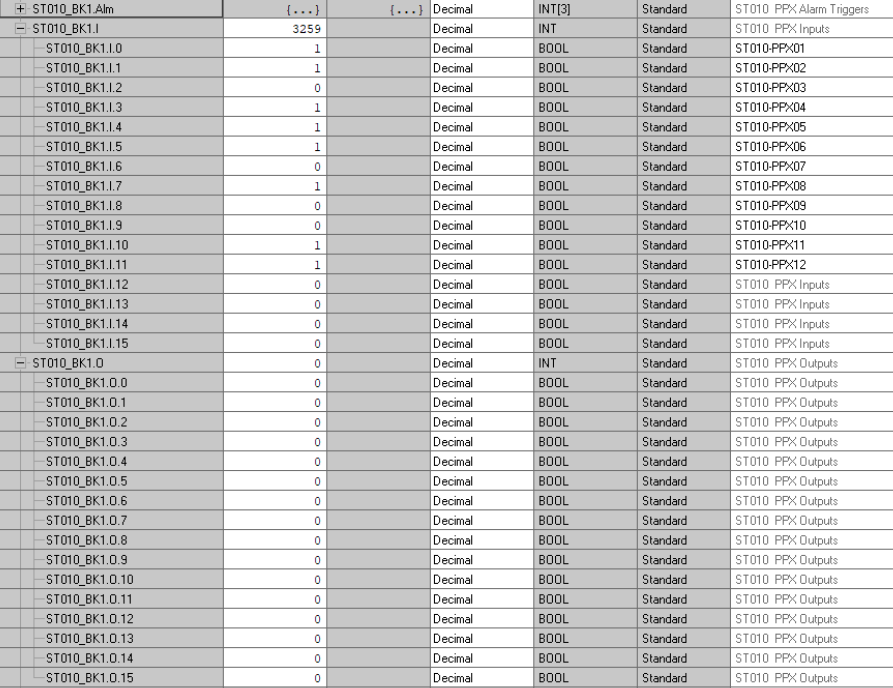 ST010_BK1.Alm {...} {...} Decimal INT[3] Standard ST010 PPX Alarm Triggers
ST010_BK1.I 3259 Decimal INT Standard ST010 PPX Inputs
ST010_BK1.I.0 1 Decimal BOOL Standard ST010-PPX01
ST010_BK1.I.1 1 Decimal BOOL Standard ST010-PPX02
ST010_BK1.I.2 0 Decimal BOOL Standard ST010-PPX03
ST010_BK1.I.3 1 Decimal BOOL Standard ST010-PPX04
ST010_BK1.I.4 1 Decimal BOOL Standard ST010-PPX05
ST010_BK1.I.5 1 Decimal BOOL Standard ST010-PPX06
ST010_BK1.I.6 0 Decimal BOOL Standard ST010-PPX07
ST010_BK1.I.7 1 Decimal BOOL Standard ST010-PPX08
ST010_BK1.I.8 0 Decimal BOOL Standard ST010-PPX09
ST010_BK1.I.9 0 Decimal BOOL Standard ST010-PPX10
ST010_BK1.I.10 1 Decimal BOOL Standard ST010-PPX11
ST010_BK1.I.11 1 Decimal BOOL Standard ST010-PPX12
ST010_BK1.I.12 0 Decimal BOOL Standard ST010 PPX Inputs
ST010_BK1.I.13 0 Decimal BOOL Standard ST010 PPX Inputs
ST010_BK1.I.14 0 Decimal BOOL Standard ST010 PPX Inputs
ST010_BK1.I.15 0 Decimal BOOL Standard ST010 PPX Inputs
ST010_BK1.O 0 Decimal INT Standard ST010 PPX Outputs
ST010_BK1.O.0 0 Decimal BOOL Standard ST010 PPX Outputs
ST010_BK1.O.1 0 Decimal BOOL Standard ST010 PPX Outputs
ST010_BK1.O.2 0 Decimal BOOL Standard ST010 PPX Outputs
ST010_BK1.O.3 0 Decimal BOOL Standard ST010 PPX Outputs
ST010_BK1.O.4 0 Decimal BOOL Standard ST010 PPX Outputs
ST010_BK1.O.5 0 Decimal BOOL Standard ST010 PPX Outputs
ST010_BK1.O.6 0 Decimal BOOL Standard ST010 PPX Outputs
ST010_BK1.O.7 0 Decimal BOOL Standard ST010 PPX Outputs
ST010_BK1.O.8 0 Decimal BOOL Standard ST010 PPX Outputs
ST010_BK1.O.9 0 Decimal BOOL Standard ST010 PPX Outputs
ST010_BK1.O.10 0 Decimal BOOL Standard ST010 PPX Outputs
ST010_BK1.O.11 0 Decimal BOOL Standard ST010 PPX Outputs
ST010_BK1.O.12 0 Decimal BOOL Standard ST010 PPX Outputs
ST010_BK1.O.13 0 Decimal BOOL Standard ST010 PPX Outputs
ST010_BK1.O.14 0 Decimal BOOL Standard ST010 PPX Outputs
ST010_BK1.O.15 0 Decimal BOOL Standard ST010 PPX Outputs